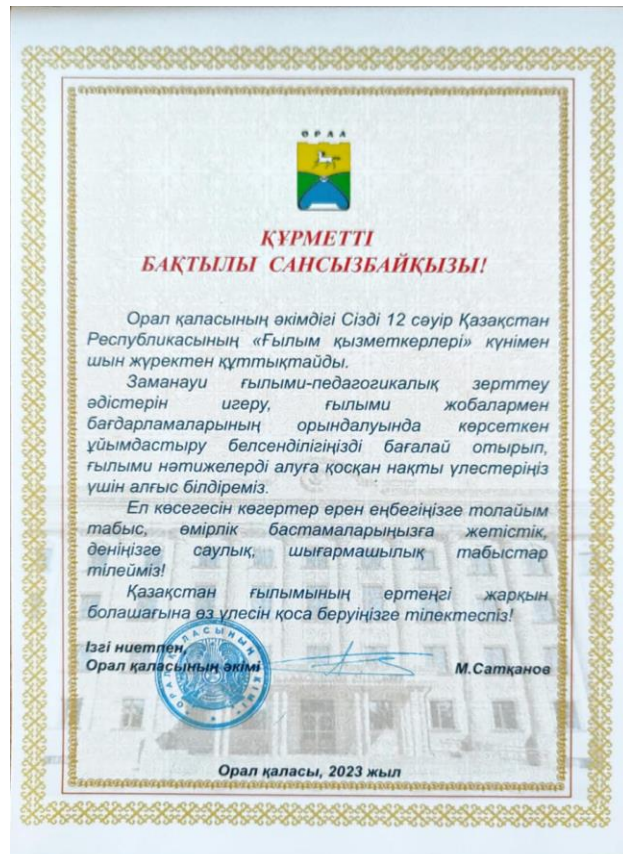 ОРАЛ
ҚҰРМЕТТІ
БАҚТЫЛЫ САНСЫЗБАЙҚЫЗЫ!
Орал қаласының әкімдігі Сізді 12 сәуір Қазақстан
Республикасының «Ғылым қызметкерлері» күнімен
шын жүректен құттықтайды.
Заманауи ғылыми-педагогикалық зерттеу
әдістерін игеру, ғылыми жобалармен
бағдарламаларының орындалуында көрсеткен
ұйымдастыру белсенділігіңізді бағалай отырып,
ғылыми нәтижелерді алуға қосқан нақты үлестеріңіз
үшін алғыс білдіреміз.
Ел көсегесін көгертер ерен еңбегіңізге толайым
табыс, өмірлік бастамаларыңызға жетістік,
деніңізге саулық, шығармашылық табыстар
тілейміз!
Қазақстан ғылымының ертеңгі жарқын
болашағына өз үлесін қоса беруіңізге тілектеспіз!
Ізгі ниетпен,
Орал қаласының әкімі М.Сатқанов
Орал қаласы, 2023 жыл